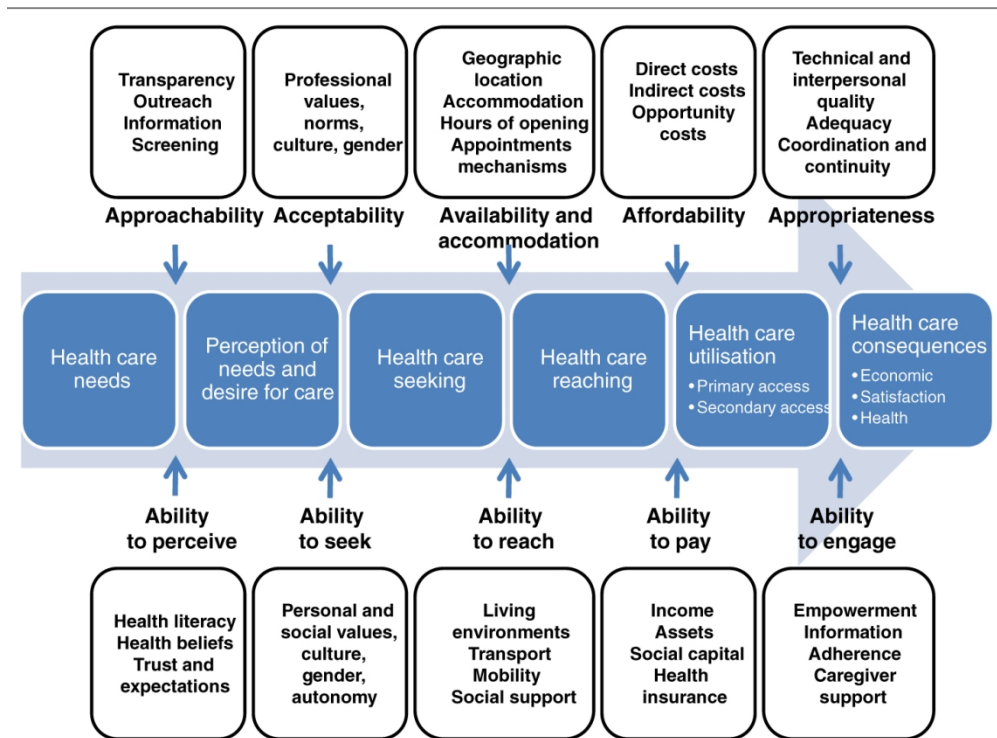 Transparency
Outreach
Information
Screening
Professional
values,
norms,
culture, gender
Geographic
location
Accommodation
Hours of opening
Appointments
mechanisms
Direct costs
Indirect costs
Opportunity
costs
Technical and
interpersonal
quality
Adequacy
Coordination and
continuity
Approachability
Acceptability
Availability and
accommodation
Affordability
Appropriateness
Health care
needs
Perception of
needs and
desire for care
Health care
seeking
Health care
reaching
Health care
utilisation
• Primary access
• Secondary access
Health care
consequences
• Economic
• Satisfaction
• Health
Ability
to perceive
Ability
to seek
Ability
to reach
Ability
to pay
Ability
to engage
Health literacy
Health beliefs
Trust and
expectations
Personal and
social values,
culture,
gender,
autonomy
Living
environments
Transport
Mobility
Social support
Income
Assets
Social capital
Health
insurance
Empowerment
Information
Adherence
Caregiver
support